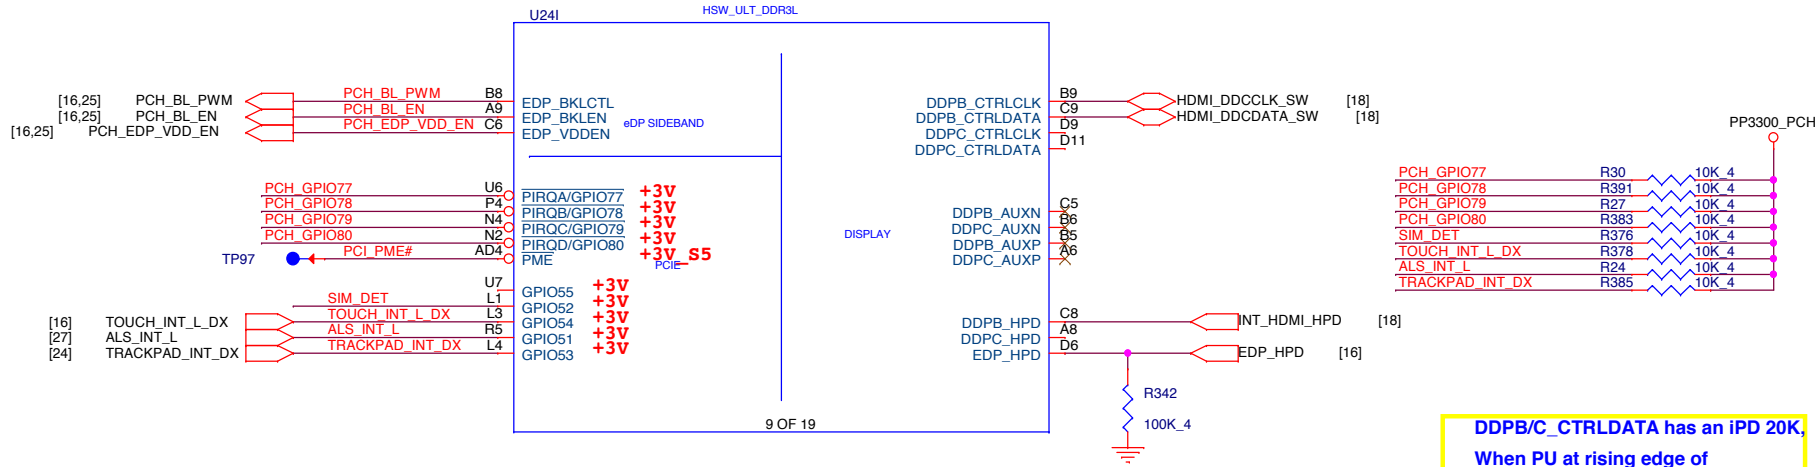 U24I
HSW_ULT_DDR3L
[16,25] PCH_BL_PWM PCH_BL_PWM B8 EDP_BKLCTL
[16,25] PCH_BL_EN PCH_BL_EN A9 EDP_BKLEN
[16,25] PCH_EDP_VDD_EN PCH_EDP_VDD_EN C6 EDP_VDDEN
eDP SIDEBAND
DDPB_CTRLCLK B9 HDMI_DDCCLK_SW [18]
DDPB_CTRLDATA C9 HDMI_DDCDATA_SW [18]
DDPC_CTRLCLK D9
DDPC_CTRLDATA D11
PCH_GPIO77 U6 PIRQA/GPIO77 +3V
PCH_GPIO78 P4 PIRQB/GPIO78 +3V
PCH_GPIO79 N4 PIRQC/GPIO79 +3V
PCH_GPIO80 N2 PIRQD/GPIO80 +3V
TP97 PCI_PME# AD4 PME +3V_S5
PCIE
DISPLAY
DDPB_AUXN C5
DDPC_AUXN B6
DDPB_AUXP B5
DDPC_AUXP A6
U7 GPIO55 +3V
SIM_DET L1 GPIO52 +3V
[16] TOUCH_INT_L_DX TOUCH_INT_L_DX L3 GPIO54 +3V
[27] ALS_INT_L ALS_INT_L R5 GPIO51 +3V
[24] TRACKPAD_INT_DX TRACKPAD_INT_DX L4 GPIO53 +3V
DDPB_HPD C8 INT_HDMI_HPD [18]
DDPC_HPD A8
EDP_HPD D6 EDP_HPD [16]
R342
100K_4
9 OF 19
PP3300_PCH
PCH_GPIO77 R30 10K_4
PCH_GPIO78 R391 10K_4
PCH_GPIO79 R27 10K_4
PCH_GPIO80 R383 10K_4
SIM_DET R376 10K_4
TOUCH_INT_L_DX R378 10K_4
ALS_INT_L R24 10K_4
TRACKPAD_INT_DX R385 10K_4
DDPB/C_CTRLDATA has an iPD 20K,
When PU at rising edge of